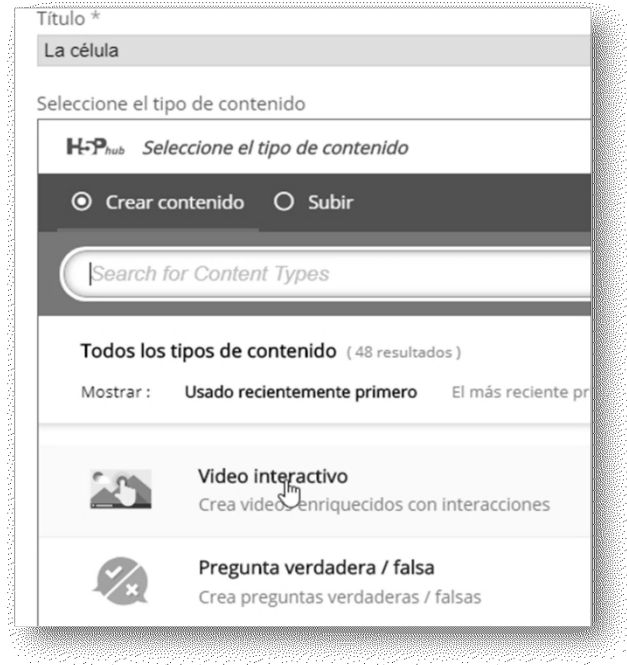 Título *
La célula
Seleccione el tipo de contenido
H5Phub Seleccione el tipo de contenido
Crear contenido Subir
Search for Content Types
Todos los tipos de contenido ( 48 resultados )
Mostrar : Usado recientemente primero El más reciente pr
Video interactivo
Crea videos enriquecidos con interacciones
Pregunta verdadera / falsa
Crea preguntas verdaderas / falsas